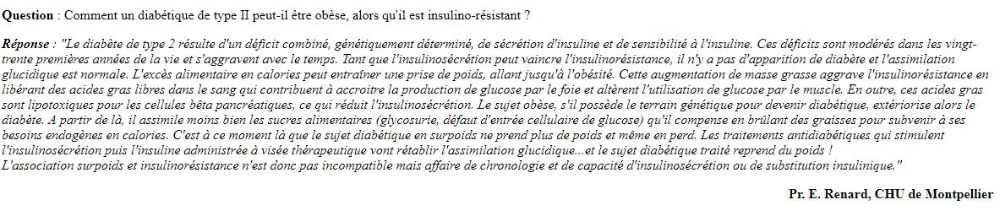 Question : Comment un diabétique de type II peut-il être obèse, alors qu'il est insulino-résistant ?
Réponse : "Le diabète de type 2 résulte d'un déficit combiné, génétiquement déterminé, de sécrétion d'insuline et de sensibilité à l'insuline. Ces déficits sont modérés dans les vingt-
trente premières années de la vie et s'aggravent avec le temps. Tant que l'insulinosécrétion peut vaincre l'insulinorésistance, il n'y a pas d'apparition de diabète et l'assimilation
glucidique est normale. L'excès alimentaire en calories peut entraîner une prise de poids, allant jusqu'à l'obésité. Cette augmentation de masse grasse aggrave l'insulinorésistance en
libérant des acides gras libres dans le sang qui contribuent à accroitre la production de glucose par le foie et altèrent l'utilisation de glucose par le muscle. En outre, ces acides gras
sont lipotoxiques pour les cellules bêta pancréatiques, ce qui réduit l'insulinosécrétion. Le sujet obèse, s'il possède le terrain génétique pour devenir diabétique, extériorise alors le
diabète. A partir de là, il assimile moins bien les sucres alimentaires (glycosurie, défaut d'entrée cellulaire de glucose) qu'il compense en brûlant des graisses pour subvenir à ses
besoins endogènes en calories. C'est à ce moment là que le sujet diabétique en surpoids ne prend plus de poids et même en perd. Les traitements antidiabétiques qui stimulent
l'insulinosécrétion puis l'insuline administrée à visée thérapeutique vont rétablir l'assimilation glucidique...et le sujet diabétique traité reprend du poids !
L'association surpoids et insulinorésistance n'est donc pas incompatible mais affaire de chronologie et de capacité d'insulinosécrétion ou de substitution insulinique."
Pr. E. Renard, CHU de Montpellier